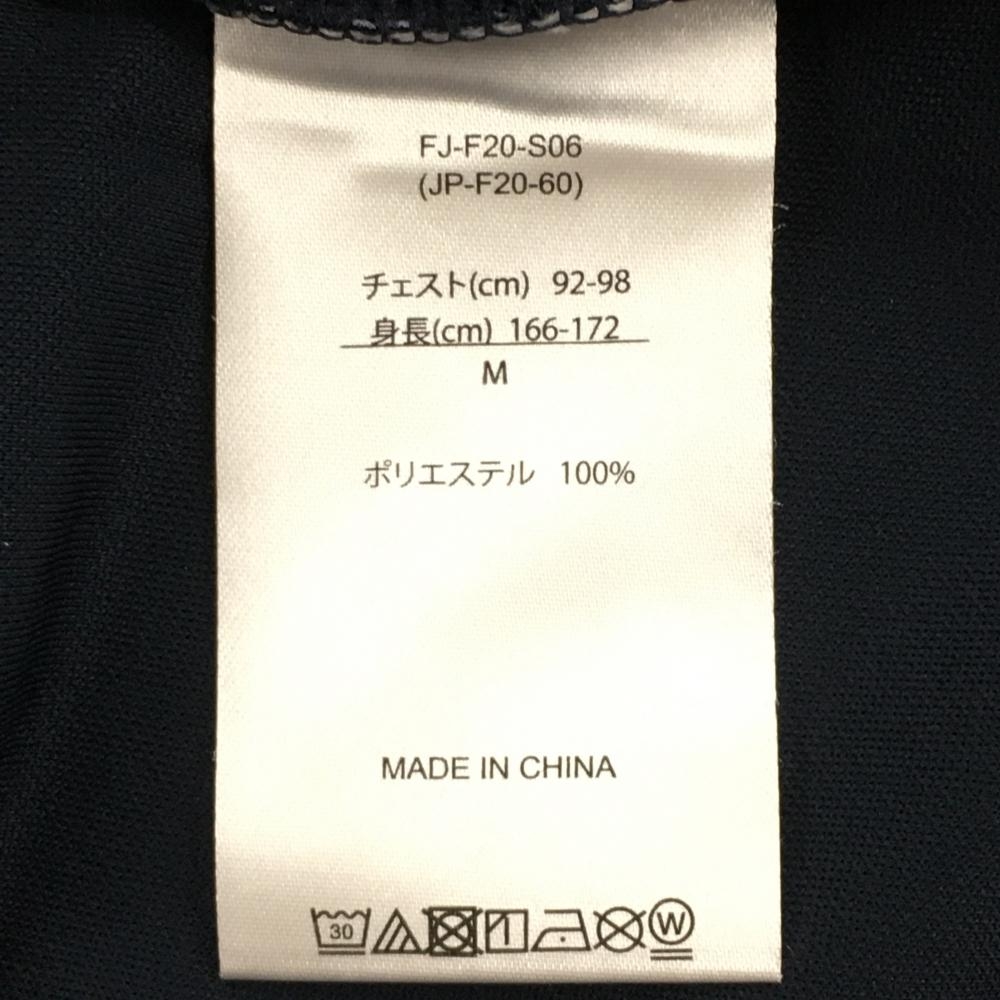 FJ-F20-S06
(JP-F20-60)
チェスト(cm) 92-98
身長(cm) 166-172
M
ポリエステル 100%
MADE IN CHINA
30 W